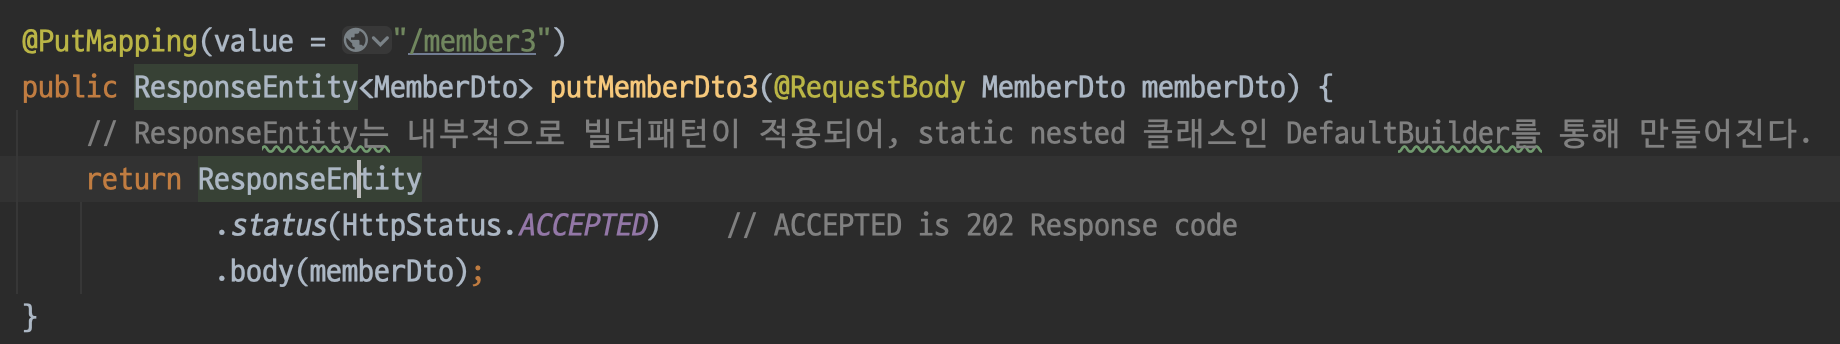 @PutMapping(value = "/member3")
public ResponseEntity<MemberDto> putMemberDto3(@RequestBody MemberDto memberDto) {
// ResponseEntity는 내부적으로 빌더패턴이 적용되어, static nested 클래스인 DefaultBuilder를 통해 만들어진다.
return ResponseEntity
.status(HttpStatus.ACCEPTED) // ACCEPTED is 202 Response code
.body(memberDto);
}